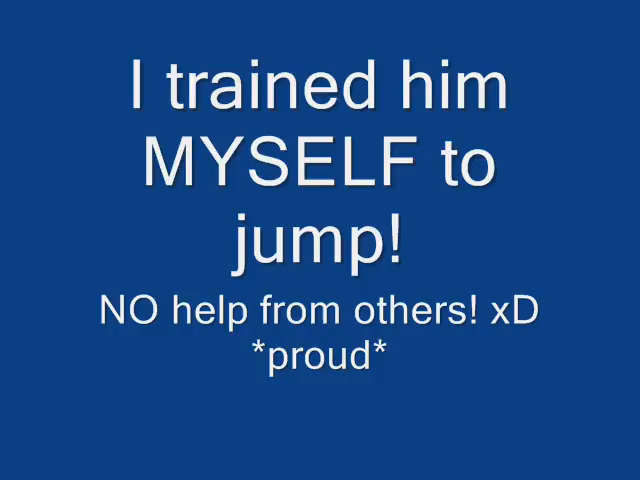 I trained him
MYSELF to
jump!
NO help from others! xD
*proud*